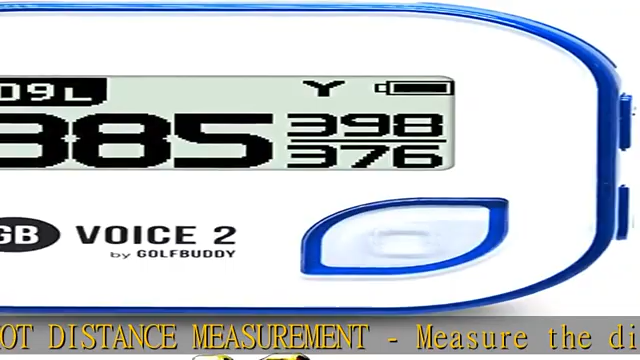 09L Y
385 398
376
GB VOICE 2
by GOLFBUDDY
OT DISTANCE MEASUREMENT - Measure the di